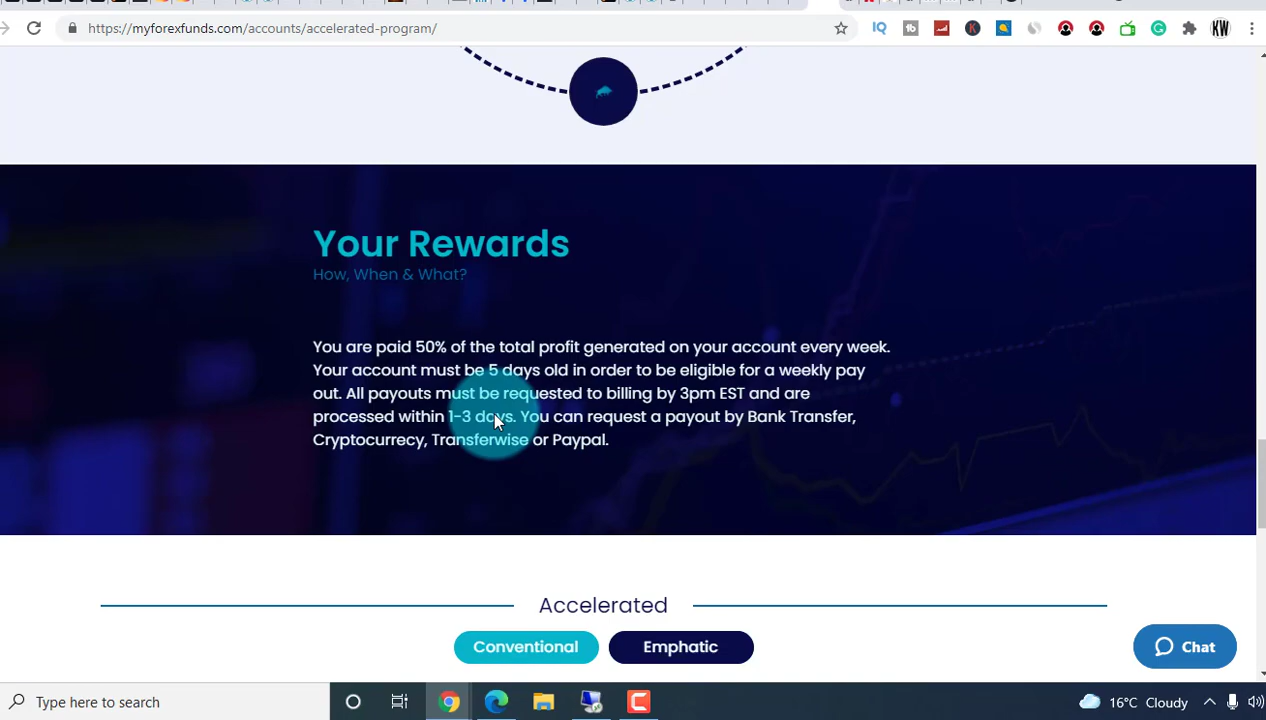 https://myforexfunds.com/accounts/accelerated-program/
IQ
KW
Your Rewards
How, When & What?
You are paid 50% of the total profit generated on your account every week.
Your account must be 5 days old in order to be eligible for a weekly pay
out. All payouts must be requested to billing by 3pm EST and are
processed within 1-3 days. You can request a payout by Bank Transfer,
Cryptocurrency, Transferwise or Paypal.
Accelerated
Conventional
Emphatic
Chat
Type here to search
16°C Cloudy